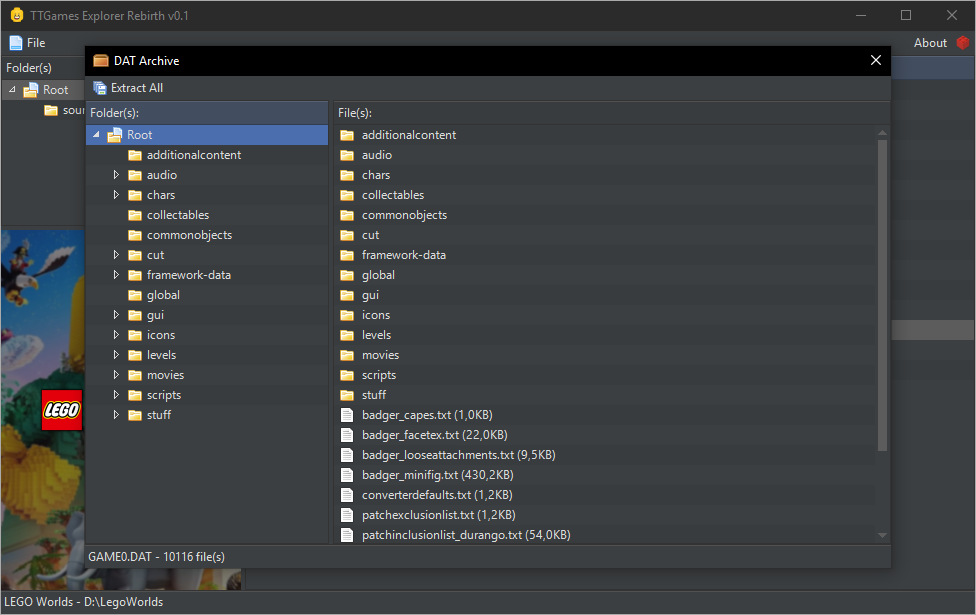 TTGames Explorer Rebirth v0.1
File
About
Folder(s)
Root
sour
DAT Archive
Extract All
Folder(s):
Root
additionalcontent
audio
chars
collectables
commonobjects
cut
framework-data
global
gui
icons
levels
movies
scripts
stuff
File(s):
additionalcontent
audio
chars
collectables
commonobjects
cut
framework-data
global
gui
icons
levels
movies
scripts
stuff
badger_capes.txt (1,0KB)
badger_facetex.txt (22,0KB)
badger_looseattachments.txt (9,5KB)
badger_minifig.txt (430,2KB)
converterdefaults.txt (1,2KB)
patchexclusionlist.txt (1,2KB)
patchinclusionlist_durango.txt (54,0KB)
GAME0.DAT - 10116 file(s)
LEGO
LEGO Worlds - D:\LegoWorlds